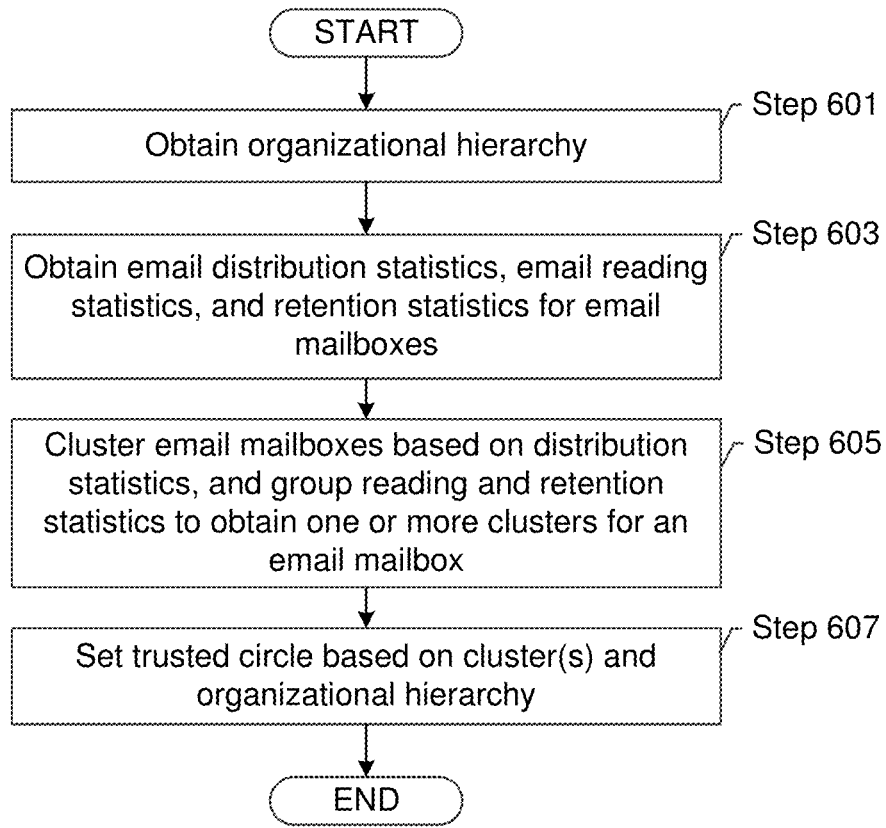 START
Step 601
Obtain organizational hierarchy
Step 603
Obtain email distribution statistics, email reading
statistics, and retention statistics for email
mailboxes
Step 605
Cluster email mailboxes based on distribution
statistics, and group reading and retention
statistics to obtain one or more clusters for an
email mailbox
Step 607
Set trusted circle based on cluster(s) and
organizational hierarchy
END